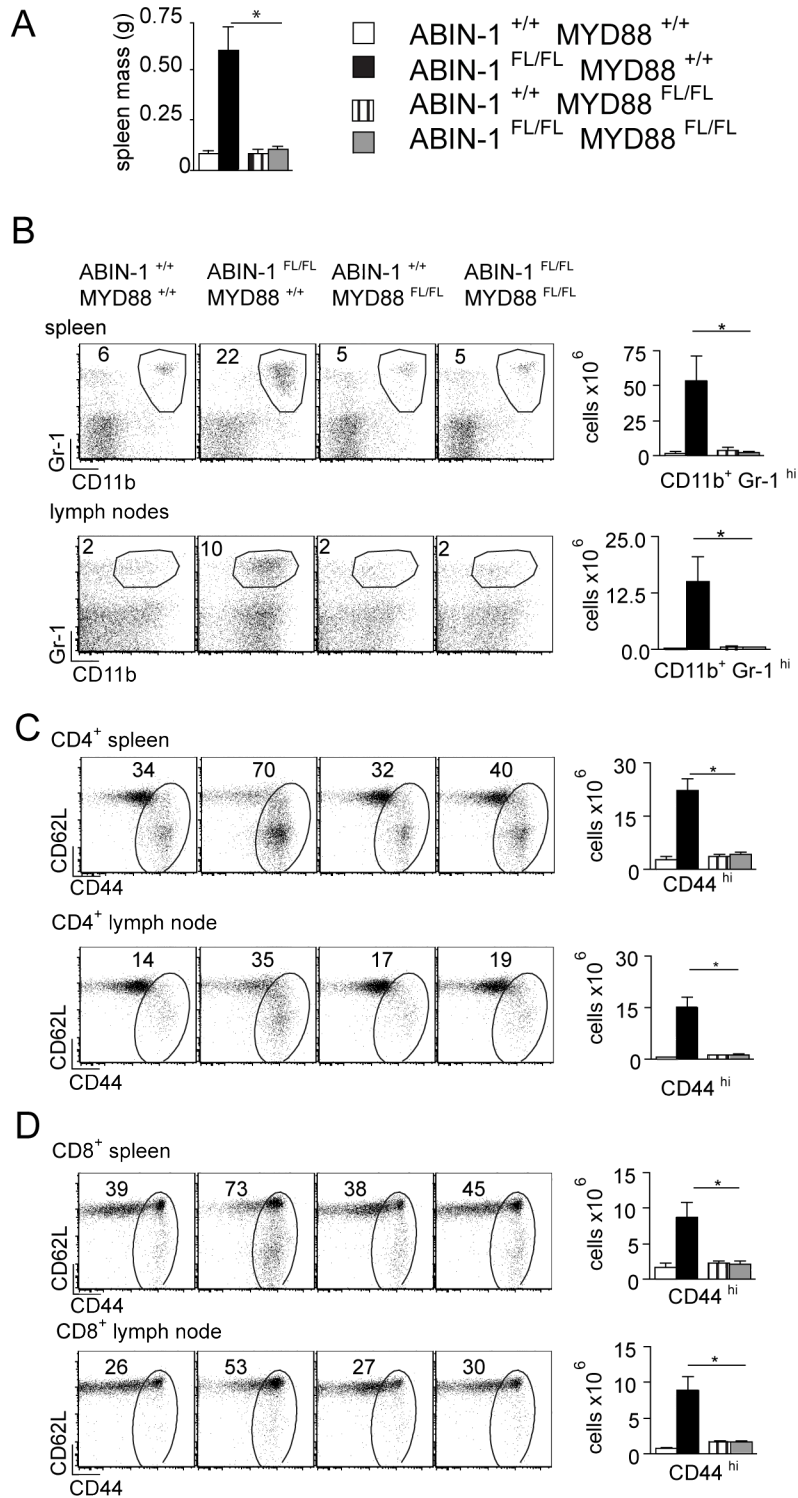 A
0.75
0.50
0.25
0
spleen mass (g)
*
ABIN-1 +/+ MYD88 +/+
ABIN-1 FL/FL MYD88 +/+
ABIN-1 +/+ MYD88 FL/FL
ABIN-1 FL/FL MYD88 FL/FL
B
ABIN-1 +/+ ABIN-1 FL/FL ABIN-1 +/+ ABIN-1 FL/FL
MYD88 +/+ MYD88 +/+ MYD88 FL/FL MYD88 FL/FL
spleen
6 22 5 5
Gr-1
CD11b
*
75
50
25
0
cells x10 6
CD11b+ Gr-1 hi
lymph nodes
2 10 2 2
Gr-1
CD11b
*
25.0
12.5
0.0
cells x10 6
CD11b+ Gr-1 hi
C
CD4+ spleen
34 70 32 40
CD62L
CD44
*
30
15
0
cells x10 6
CD44 hi
CD4+ lymph node
14 35 17 19
CD62L
CD44
*
30
15
0
cells x10 6
CD44 hi
D
CD8+ spleen
39 73 38 45
CD62L
CD44
*
15
10
5
0
cells x10 6
CD44 hi
CD8+ lymph node
26 53 27 30
CD62L
CD44
*
15
10
5
0
cells x10 6
CD44 hi